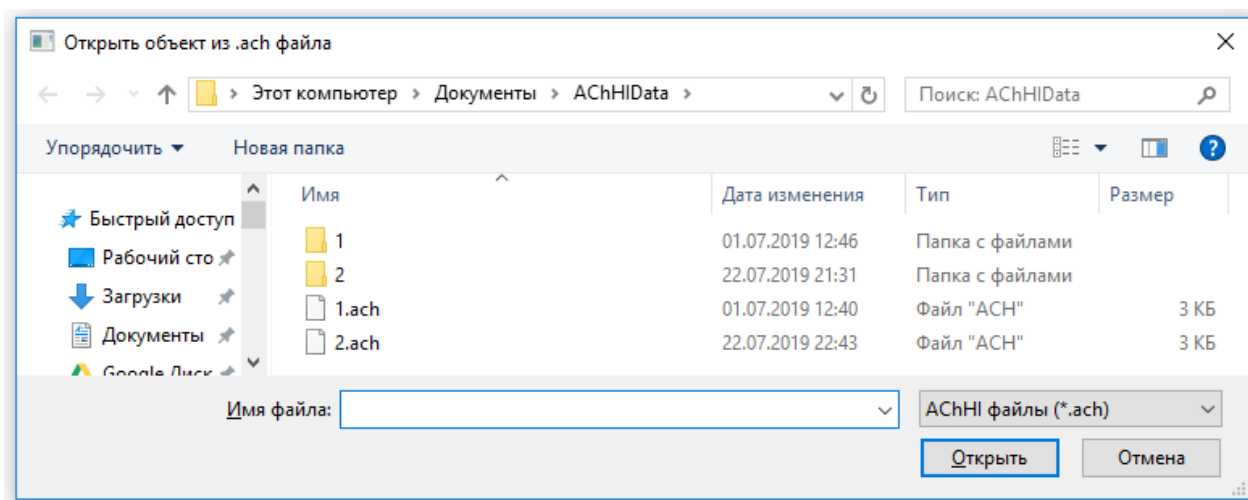 Открыть объект из .ach файла
Этот компьютер › Документы › AChHIData ›
Поиск: AChHIData
Упорядочить
Новая папка
Имя
Дата изменения
Тип
Размер
Быстрый доступ
Рабочий сто
Загрузки
Документы
Google Диск
1 01.07.2019 12:46 Папка с файлами
2 22.07.2019 21:31 Папка с файлами
1.ach 01.07.2019 12:40 Файл "ACH" 3 КБ
2.ach 22.07.2019 22:43 Файл "ACH" 3 КБ
Имя файла:
AChHI файлы (*.ach)
Открыть
Отмена